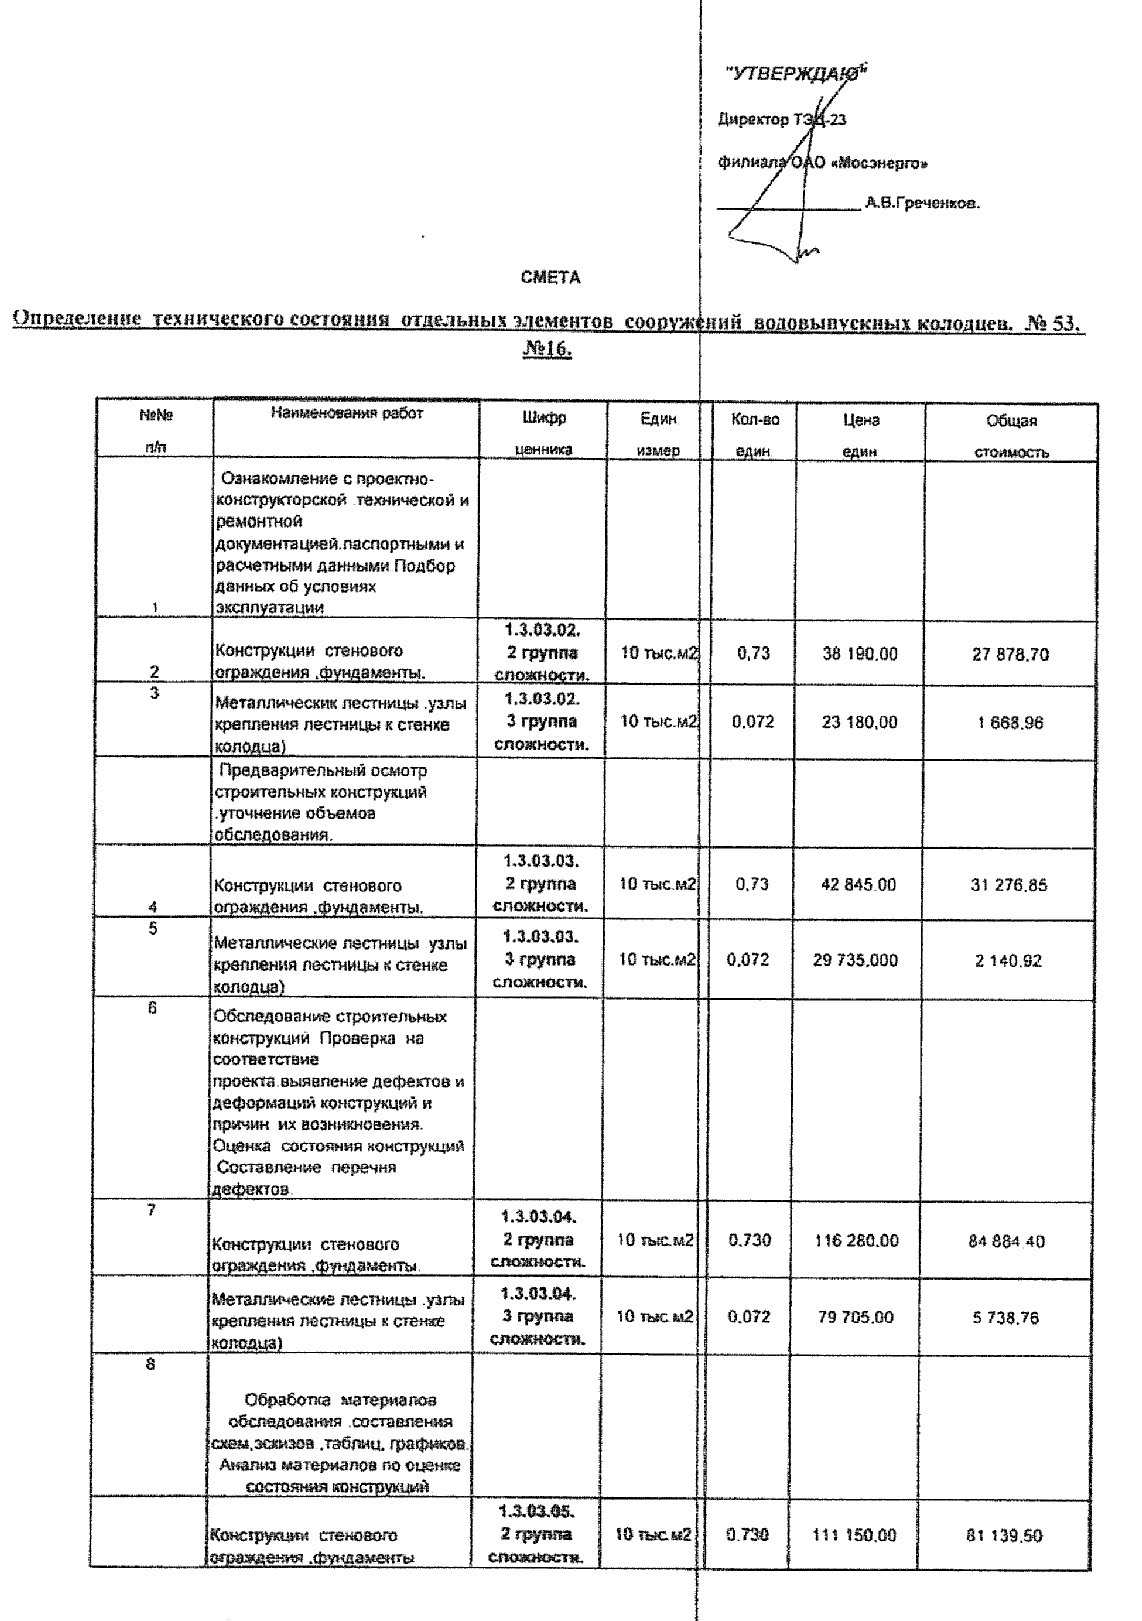 "УТВЕРЖДАЮ"
Директор ТЭЦ-23
филиала ОАО «Мосэнерго»
А.В.Греченков.
СМЕТА
Определение технического состояния отдельных элементов сооружений водовыпускных колодцев. № 53.
№16.
№№ Наименования работ Шифр Един Кол-во Цена Общая
п/п ценника измер един един стоимость
Ознакомление с проектно-
конструкторской .технической и
ремонтной
документацией.паспортными и
расчетными данными Подбор
данных об условиях
1 эксплуатации
1.3.03.02.
Конструкции стенового 2 группа 10 тыс.м2 0,73 38 190.00 27 878,70
2 ограждения ,фундаменты. сложности.
3 1.3.03.02.
Металлическик лестницы .узлы
крепления лестницы к стенке 3 группа 10 тыс.м2 0,072 23 180,00 1 668,96
колодца) сложности.
Предварительный осмотр
строительных конструкций
.уточнение объемов
обследования.
1.3.03.03.
Конструкции стенового 2 группа 10 тыс.м2 0,73 42 845.00 31 276,85
4 ограждения ,фундаменты. сложности.
5 1.3.03.03.
Металлические лестницы узлы
крепления лестницы к стенке 3 группа 10 тыс.м2 0,072 29 735,000 2 140,92
колодца) сложности.
6
Обследование строительных
конструкций Проверка на
соответствие
проекта.выявление дефектов и
деформаций конструкций и
причин их возникновения.
Оценка состояния конструкций
Составление перечня
дефектов
7 1.3.03.04.
Конструкции стенового 2 группа 10 тыс.м2 0.730 116 280.00 84 884.40
ограждения ,фундаменты. сложности.
1.3.03.04.
Металлические лестницы .узлы
крепления лестницы к стенке 3 группа 10 тыс.м2 0.072 79 705.00 5 738,76
колодца) сложности.
8
Обработка материалов
обследования .составления
схем,эскизов ,таблиц, графиков.
Анализ материалов по оценке
состояния конструкций
1.3.03.05.
Конструкции стенового 2 группа 10 тыс.м2 0.730 111 150.00 81 139,50
ограждения ,фундаменты сложности.